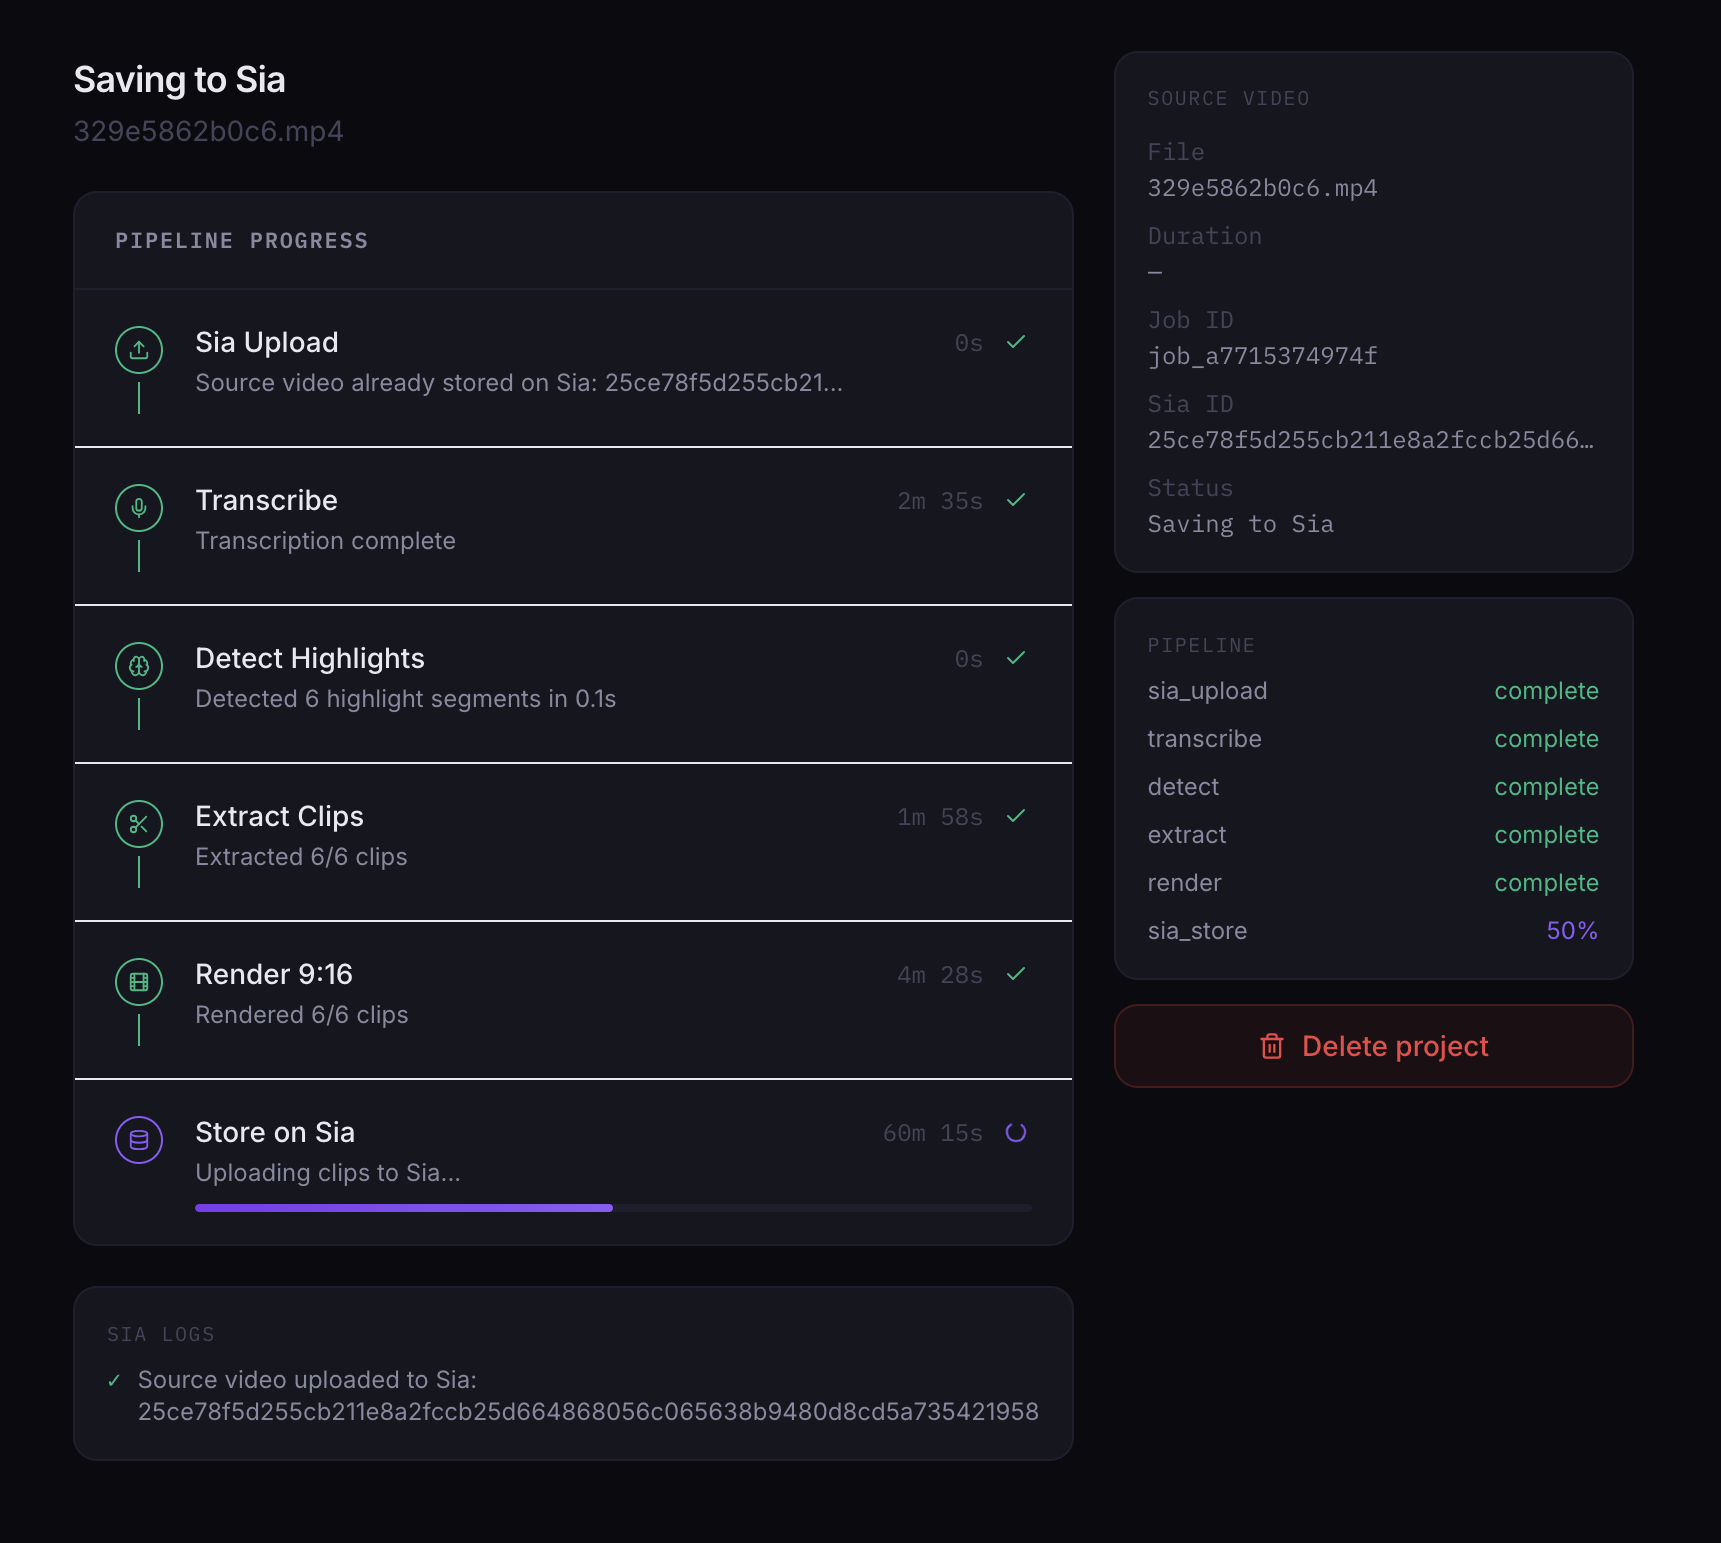 Saving to Sia
329e5862b0c6.mp4
PIPELINE PROGRESS
Sia Upload
0s
Source video already stored on Sia: 25ce78f5d255cb21...
Transcribe
2m 35s
Transcription complete
Detect Highlights
0s
Detected 6 highlight segments in 0.1s
Extract Clips
1m 58s
Extracted 6/6 clips
Render 9:16
4m 28s
Rendered 6/6 clips
Store on Sia
60m 15s
Uploading clips to Sia...
SIA LOGS
✓ Source video uploaded to Sia:
25ce78f5d255cb211e8a2fccb25d664868056c065638b9480d8cd5a735421958
SOURCE VIDEO
File
329e5862b0c6.mp4
Duration
—
Job ID
job_a7715374974f
Sia ID
25ce78f5d255cb211e8a2fccb25d66…
Status
Saving to Sia
PIPELINE
sia_upload complete
transcribe complete
detect complete
extract complete
render complete
sia_store 50%
Delete project